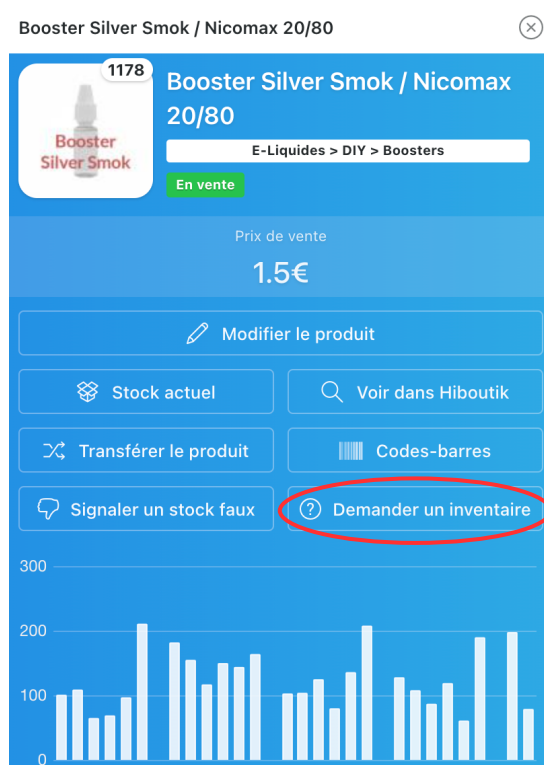 Booster Silver Smok / Nicomax 20/80
1178
Booster
Silver Smok
Booster Silver Smok / Nicomax
20/80
E-Liquides > DIY > Boosters
En vente
Prix de vente
1.5€
Modifier le produit
Stock actuel
Voir dans Hiboutik
Transférer le produit
Codes-barres
Signaler un stock faux
Demander un inventaire
300
200
100
0